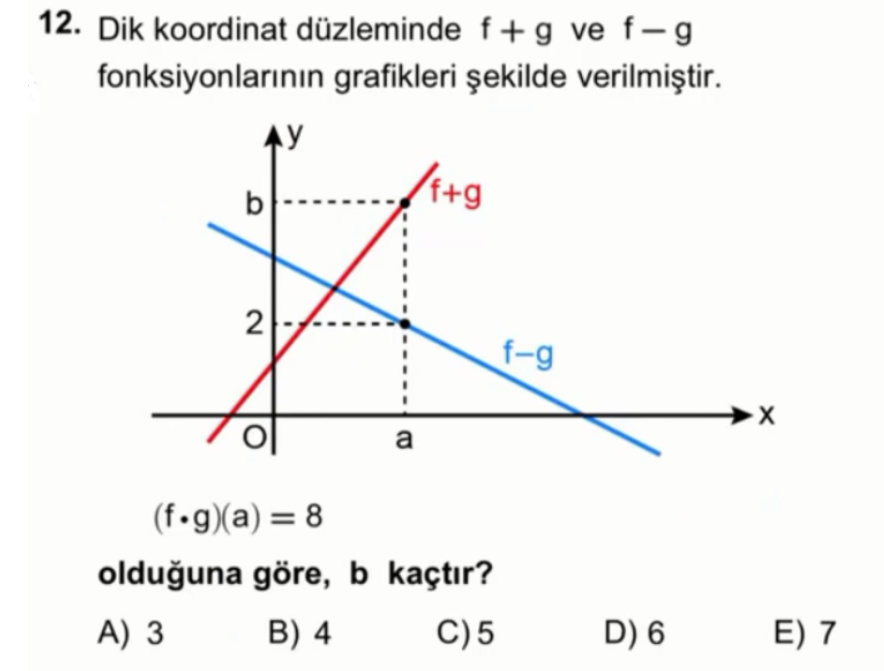 12. Dik koordinat düzleminde f + g ve f – g
fonksiyonlarının grafikleri şekilde verilmiştir.
y
b
f+g
2
f–g
x
O
a
(f•g)(a) = 8
olduğuna göre, b kaçtır?
A) 3 B) 4 C) 5 D) 6 E) 7